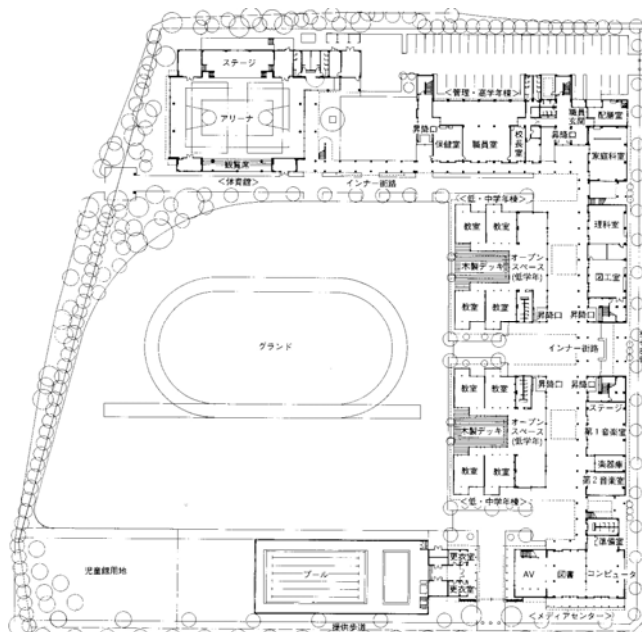 ステージ
アリーナ
観覧席
＜体育館＞
インナー街路
＜管理・高学年棟＞
昇降口
保健室
職員室
校長室
昇降口
職員玄関
配膳室
家庭科室
理科室
図工室
＜低・中学年棟＞
教室
教室
木製デッキ
オープンスペース
(低学年)
教室
教室
昇降口
昇降口
インナー街路
グランド
教室
教室
昇降口
昇降口
木製デッキ
オープンスペース
(低学年)
教室
教室
＜低・中学年棟＞
ステージ
第1音楽室
楽器庫
第2音楽室
準備室
児童館用地
プール
更衣室
更衣室
AV
図書
コンピュータ
＜メディアセンター＞
提供歩道